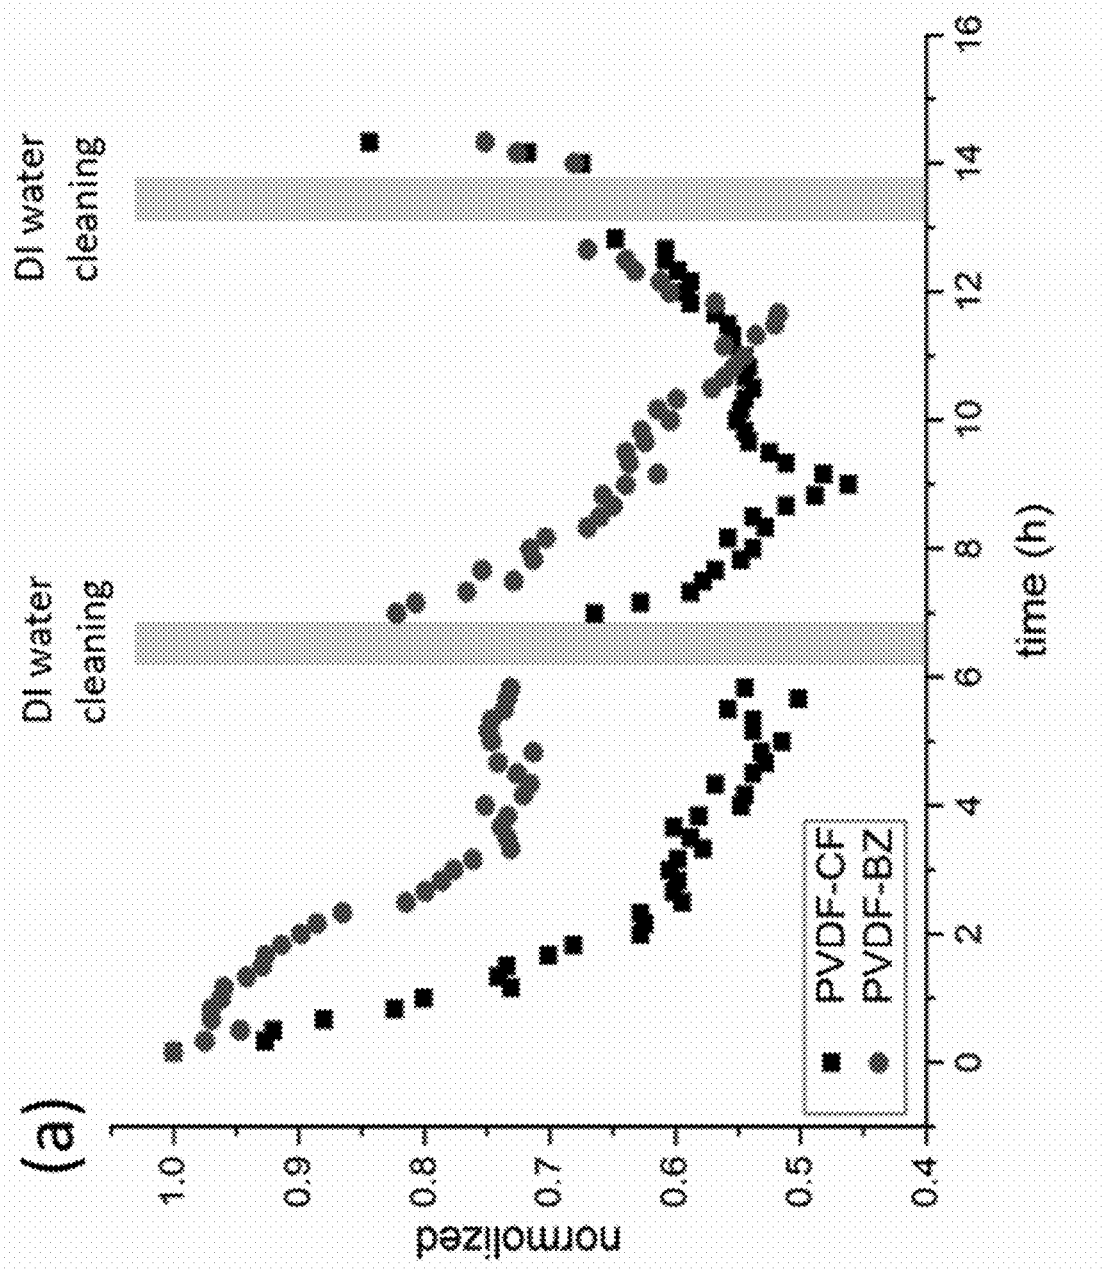 (a)
DI water
cleaning
DI water
cleaning
normolized
1.0
0.9
0.8
0.7
0.6
0.5
0.4
PVDF-CF
PVDF-BZ
0 2 4 6 8 10 12 14 16
time (h)